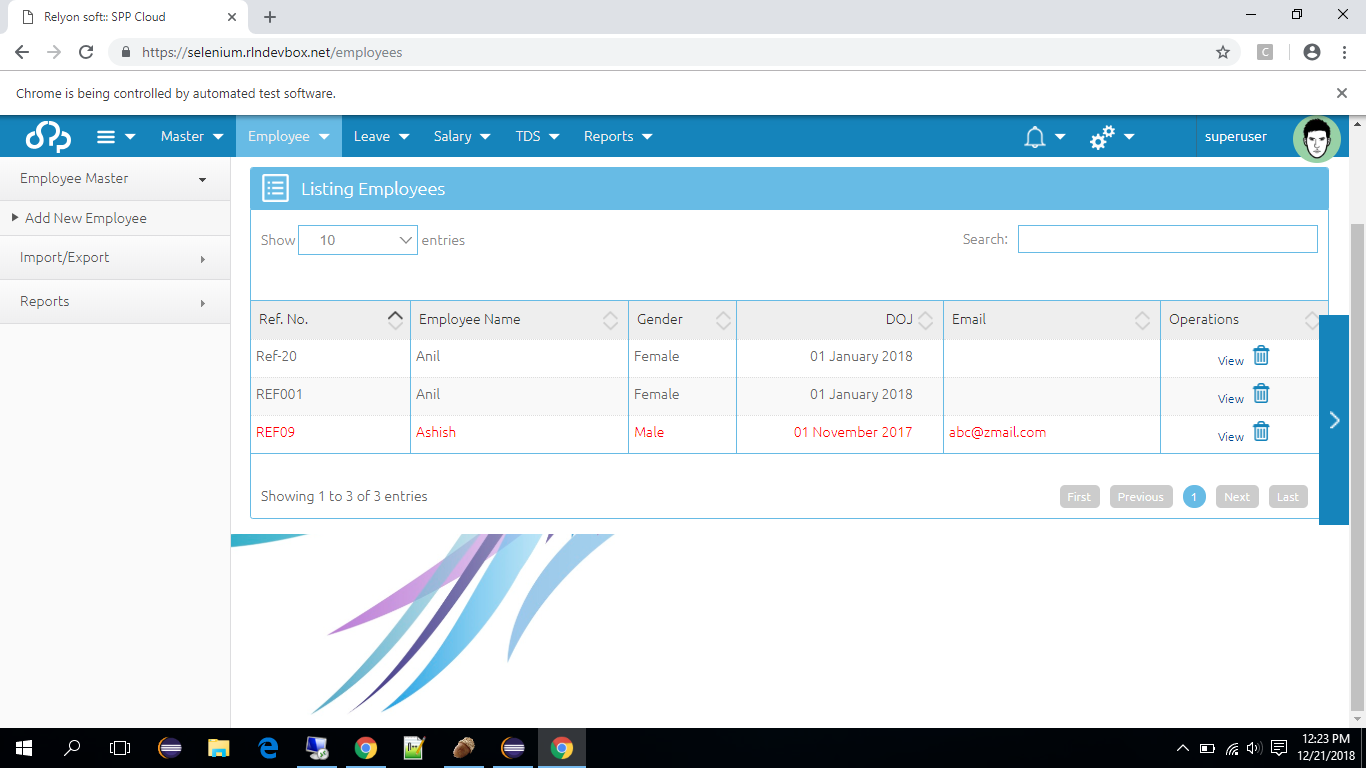 Relyon soft:: SPP Cloud
https://selenium.rlndevbox.net/employees
C
Chrome is being controlled by automated test software.
Spp Master Employee Leave Salary TDS Reports superuser
Employee Master
Add New Employee
Import/Export
Reports
Listing Employees
Show 10 entries Search:
Ref. No. Employee Name Gender DOJ Email Operations
Ref-20 Anil Female 01 January 2018 View
REF001 Anil Female 01 January 2018 View
REF09 Ashish Male 01 November 2017 abc@zmail.com View
Showing 1 to 3 of 3 entries First Previous 1 Next Last
12:23 PM
12/21/2018